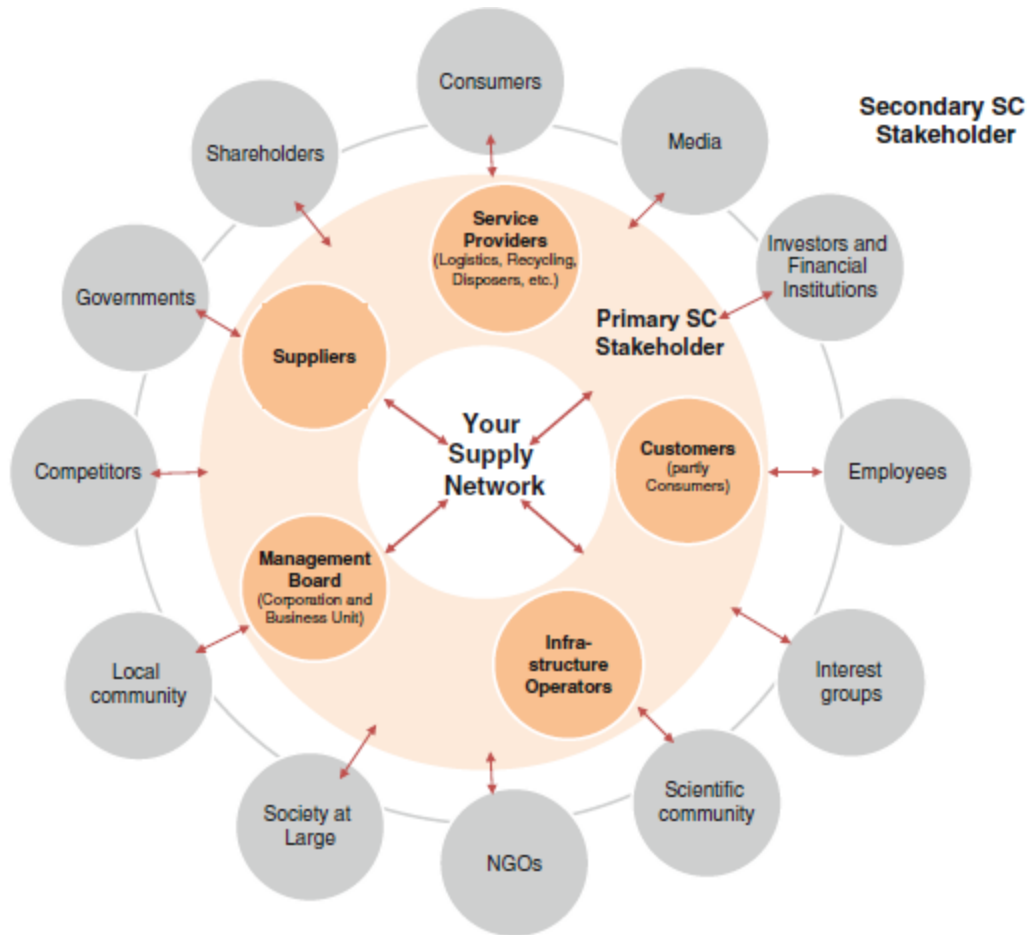 Consumers
Secondary SC
Stakeholder
Media
Shareholders
Service
Providers
(Logistics, Recycling,
Disposers, etc.)
Investors and
Financial
Institutions
Governments
Primary SC
Stakeholder
Suppliers
Your
Supply
Network
Customers
(partly
Consumers)
Competitors
Employees
Management
Board
(Corporation and
Business Unit)
Infra-
structure
Operators
Local
community
Interest
groups
Scientific
community
Society at
Large
NGOs